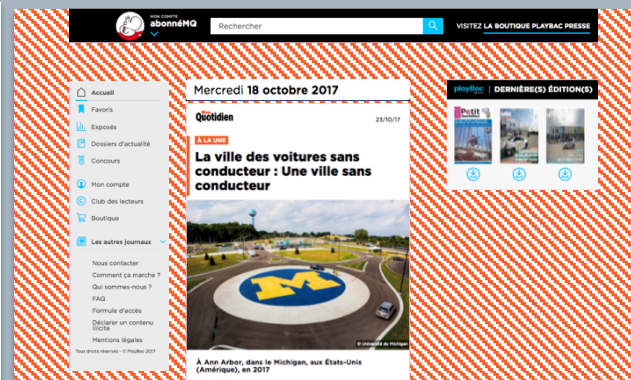 MON COMPTE
abonnéMQ
Rechercher
VISITEZ LA BOUTIQUE PLAYBAC PRESSE
Accueil
Favoris
Exposés
Dossiers d'actualité
Concours
Mon compte
Club des lecteurs
Boutique
Les autres journaux
Nous contacter
Comment ça marche ?
Qui sommes-nous ?
FAQ
Formule d'accès
Déclarer un contenu
illicite
Mentions légales
Tous droits réservés - © PlayBac 2017
Mercredi 18 octobre 2017
Mon
Quotidien
23/10/17
À LA UNE
La ville des voitures sans
conducteur : Une ville sans
conducteur
M
© Université du Michigan
À Ann Arbor, dans le Michigan, aux États-Unis
(Amérique), en 2017
playBac | DERNIÈRE(S) ÉDITION(S)
Petit